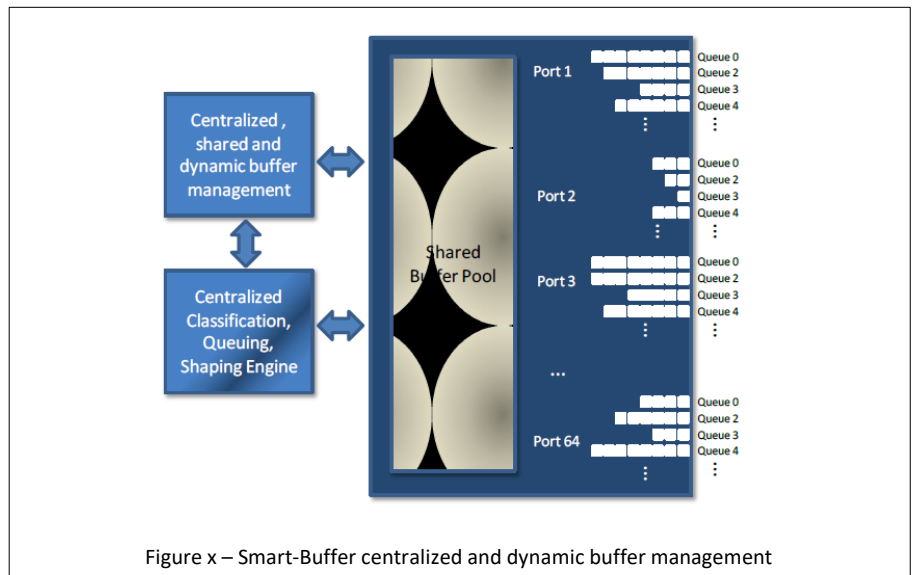 Centralized ,
shared and
dynamic buffer
management
Centralized
Classification,
Queuing,
Shaping Engine
Shared
Buffer Pool
Port 1
Queue 0
Queue 2
Queue 3
Queue 4
⋮ ⋮
Port 2
Queue 0
Queue 2
Queue 3
Queue 4
⋮ ⋮
Port 3
Queue 0
Queue 2
Queue 3
Queue 4
⋮ ⋮
...
Port 64
Queue 0
Queue 2
Queue 3
Queue 4
⋮ ⋮
Figure x – Smart-Buffer centralized and dynamic buffer management